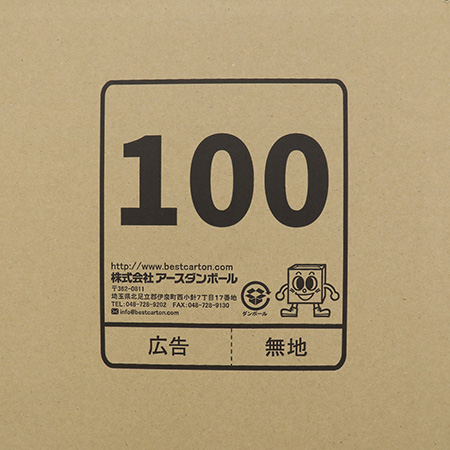 100
http://www.bestcarton.com
株式会社 アースダンボール
〒362-0811
埼玉県北足立郡伊奈町西小針7丁目17番地
TEL:048-728-9202 FAX:048-728-9130
info@bestcarton.com
ダンボール
広告 無地